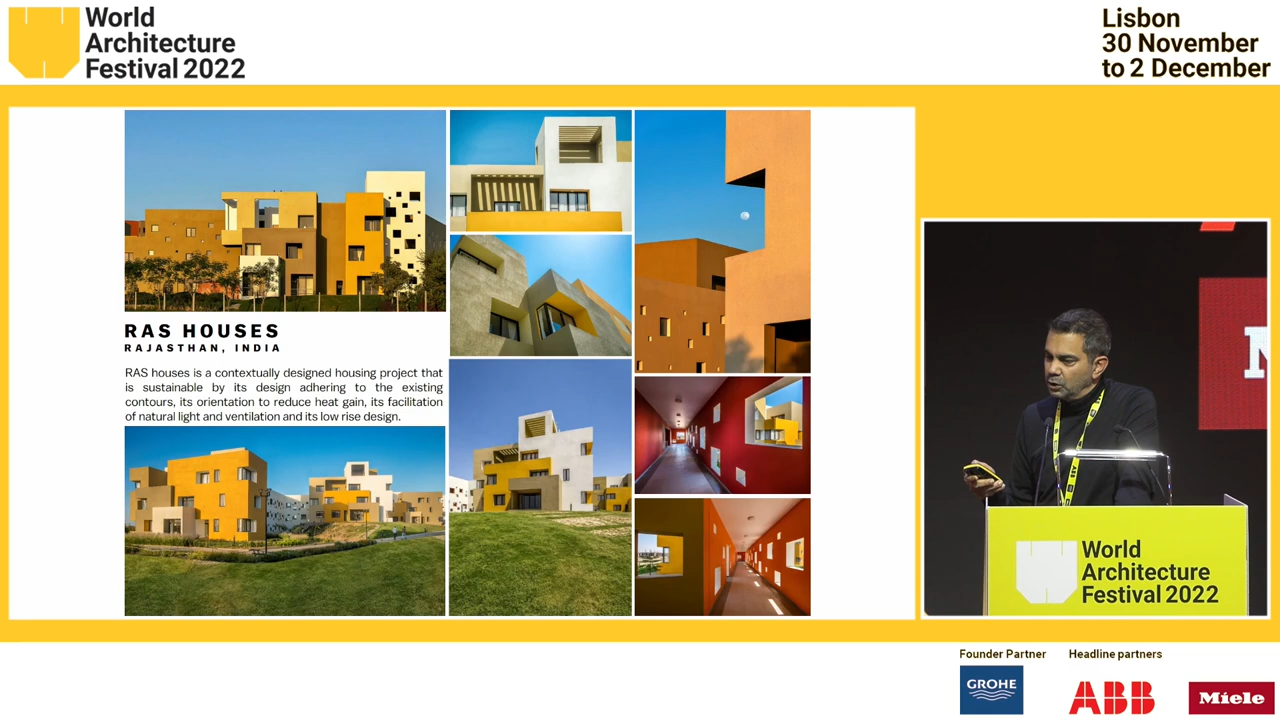 World
Architecture
Festival 2022
Lisbon
30 November
to 2 December
RAS HOUSES
RAJASTHAN, INDIA
RAS houses is a contextually designed housing project that
is sustainable by its design adhering to the existing
contours, its orientation to reduce heat gain, its facilitation
of natural light and ventilation and its low rise design.
World
Architecture
Festival 2022
Founder Partner
Headline partners
GROHE
ABB
Miele